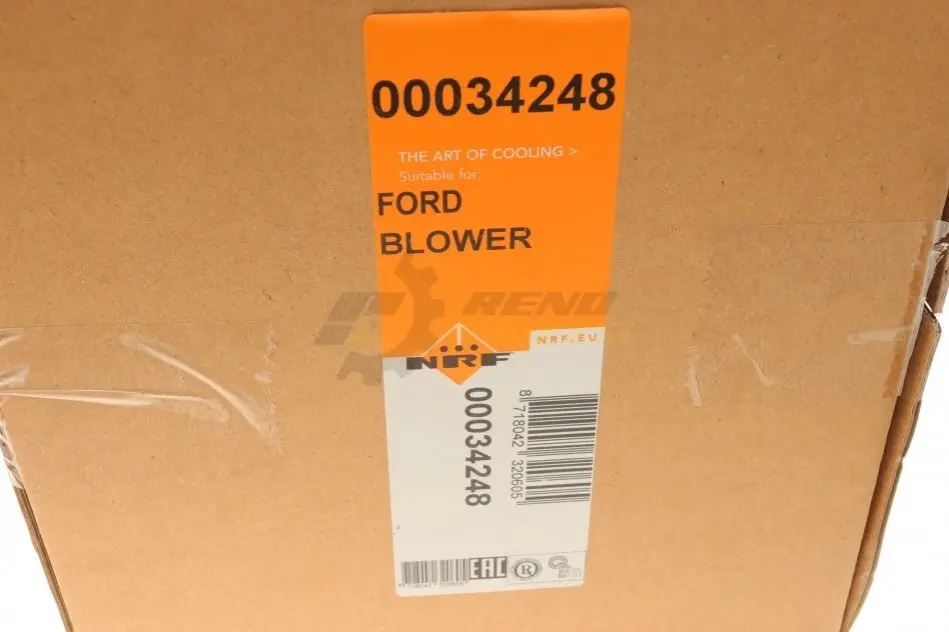 00034248
THE ART OF COOLING >
Suitable for:
FORD
BLOWER
RENO
NRF.EU
NRF
00034248
8 718042 320605
EAC
R